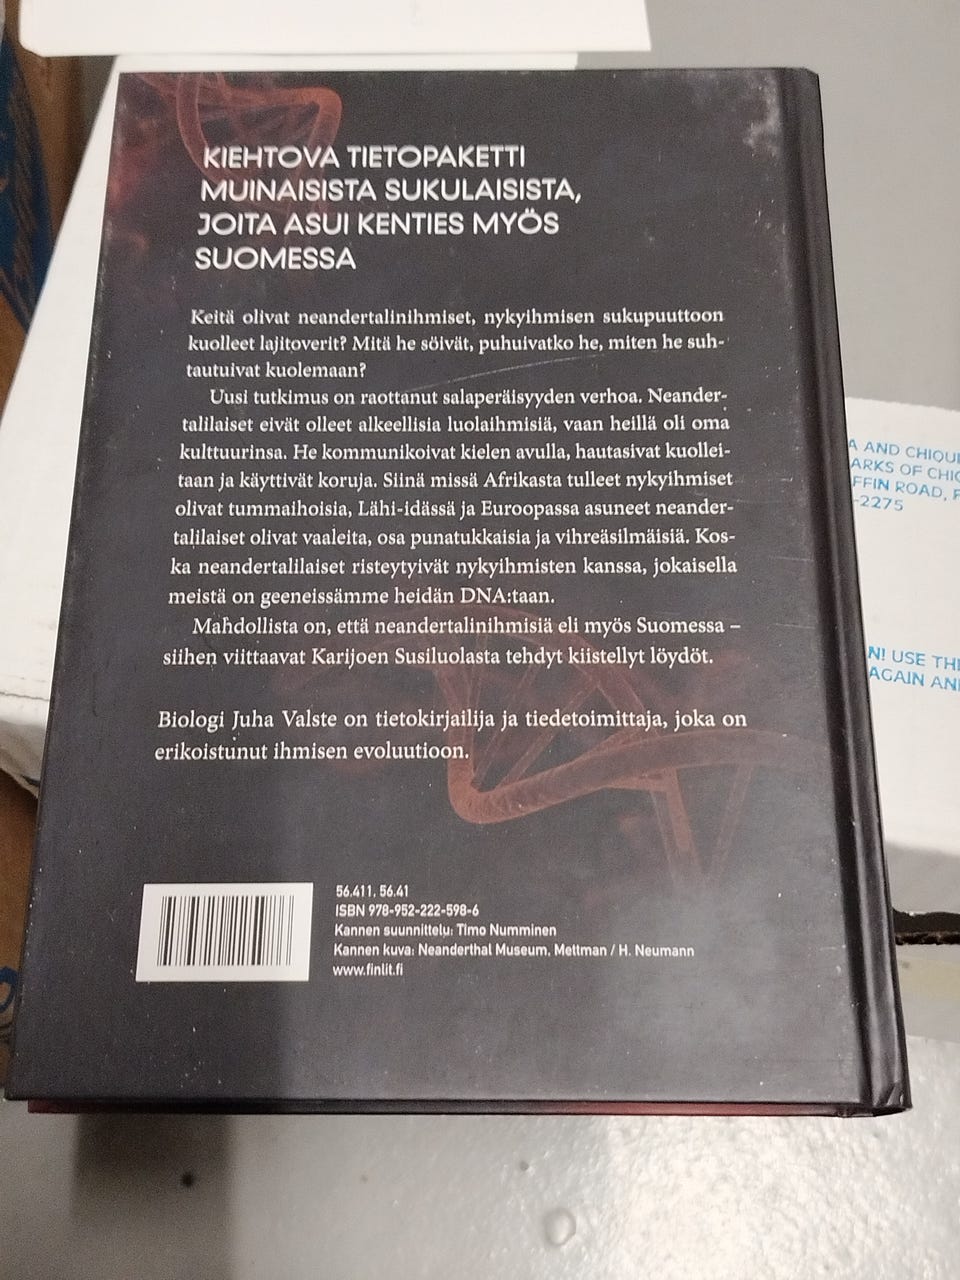 KIEHTOVA TIETOPAKETTI
MUINAISISTA SUKULAISISTA,
JOITA ASUI KENTIES MYÖS
SUOMESSA
Keitä olivat neandertalinihmiset, nykyihmisen sukupuuttoon
kuolleet lajitoverit? Mitä he söivät, puhuivatko he, miten he suh-
tautuivat kuolemaan?
Uusi tutkimus on raottanut salaperäisyyden verhoa. Neander-
talilaiset eivät olleet alkeellisia luolaihmisiä, vaan heillä oli oma
kulttuurinsa. He kommunikoivat kielen avulla, hautasivat kuollei-
taan ja käyttivät koruja. Siinä missä Afrikasta tulleet nykyihmiset
olivat tummaihoisia, Lähi-idässä ja Euroopassa asuneet neander-
talilaiset olivat vaaleita, osa punatukkaisia ja vihreäsilmäisiä. Kos-
ka neandertalilaiset risteytyivät nykyihmisten kanssa, jokaisella
meistä on geeneissämme heidän DNA:taan.
Mahdollista on, että neandertalinihmisiä eli myös Suomessa –
siihen viittaavat Karijoen Susiluolasta tehdyt kiistellyt löydöt.
Biologi Juha Valste on tietokirjailija ja tiedetoimittaja, joka on
erikoistunut ihmisen evoluutioon.
56.411, 56.41
ISBN 978-952-222-598-6
Kannen suunnittelu: Timo Numminen
Kannen kuva: Neanderthal Museum, Mettman / H. Neumann
www.finlit.fi
A AND CHIQU
ARKS OF CHIQ
FFIN ROAD, F
-2275
N! USE THI
AGAIN AN